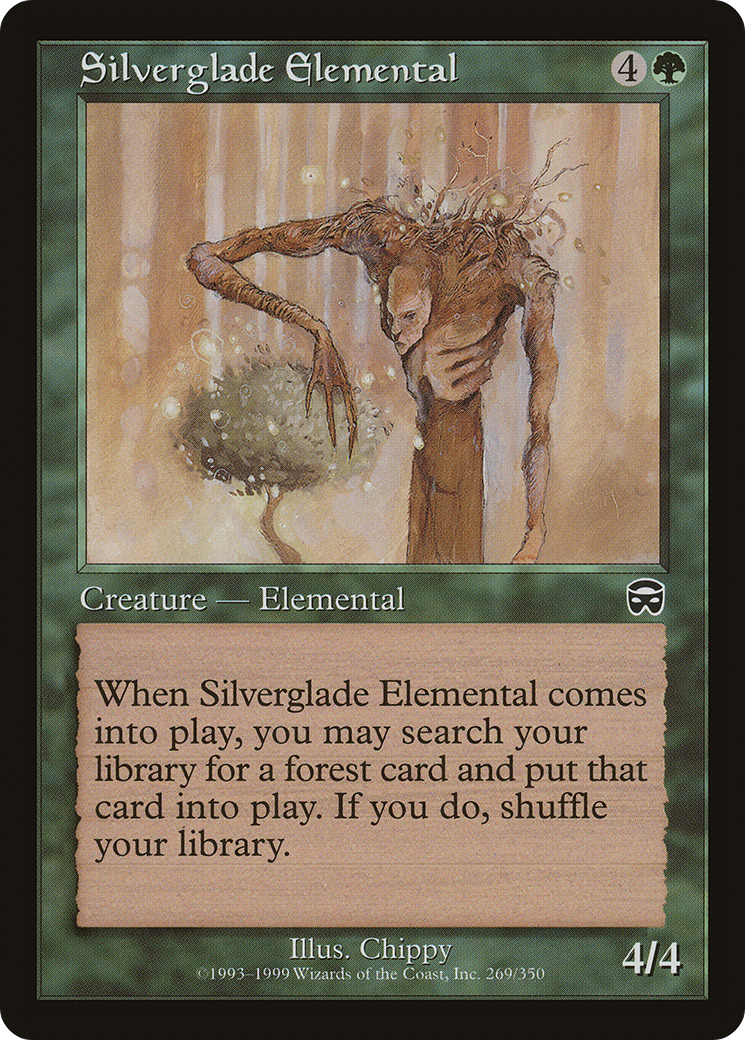 Silverglade Elemental 4
Creature — Elemental
When Silverglade Elemental comes
into play, you may search your
library for a forest card and put that
card into play. If you do, shuffle
your library.
Illus. Chippy
©1993–1999 Wizards of the Coast, Inc. 269/350
4/4